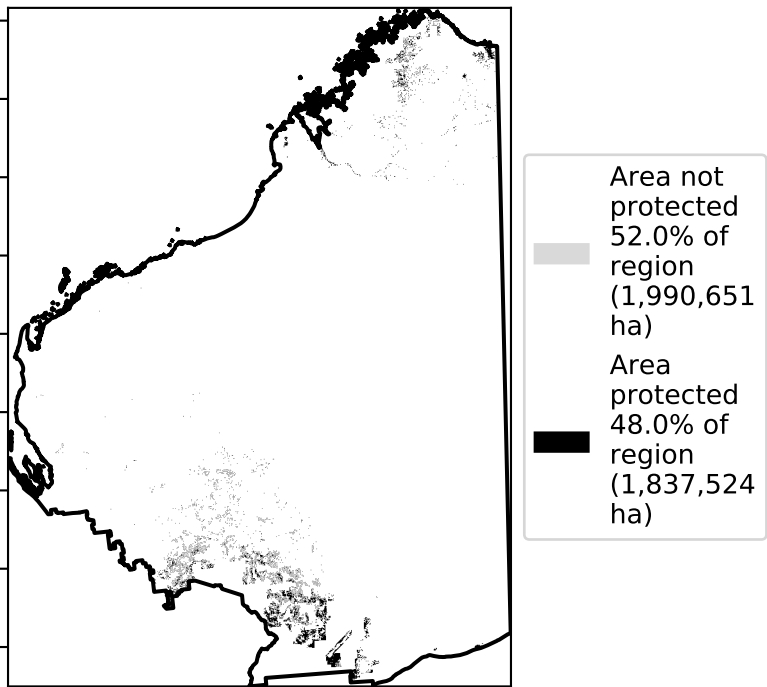 Area not
protected
52.0% of
region
(1,990,651
ha)
Area
protected
48.0% of
region
(1,837,524
ha)